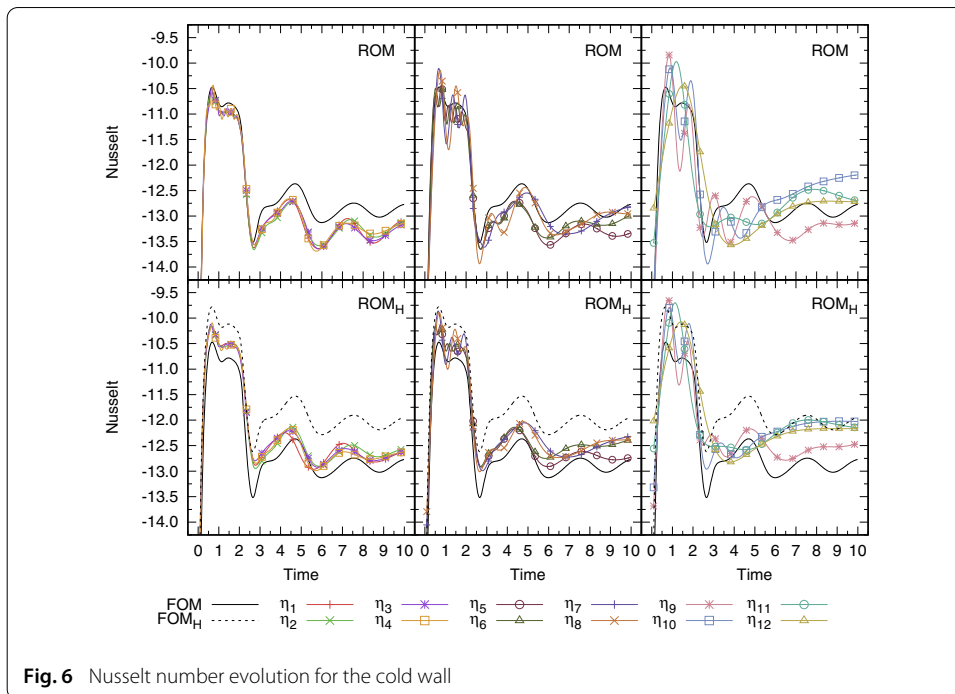 -9.5
-10.0
-10.5
-11.0
-11.5
-12.0
-12.5
-13.0
-13.5
-14.0
Nusselt
ROM
ROM
ROM
-9.5
-10.0
-10.5
-11.0
-11.5
-12.0
-12.5
-13.0
-13.5
-14.0
Nusselt
ROM_H
ROM_H
ROM_H
0 1 2 3 4 5 6 7 8 9 10
0 1 2 3 4 5 6 7 8 9 10
0 1 2 3 4 5 6 7 8 9 10
Time
Time
Time
FOM η1 η3 η5 η7 η9 η11
FOM_H η2 η4 η6 η8 η10 η12
Fig. 6 Nusselt number evolution for the cold wall